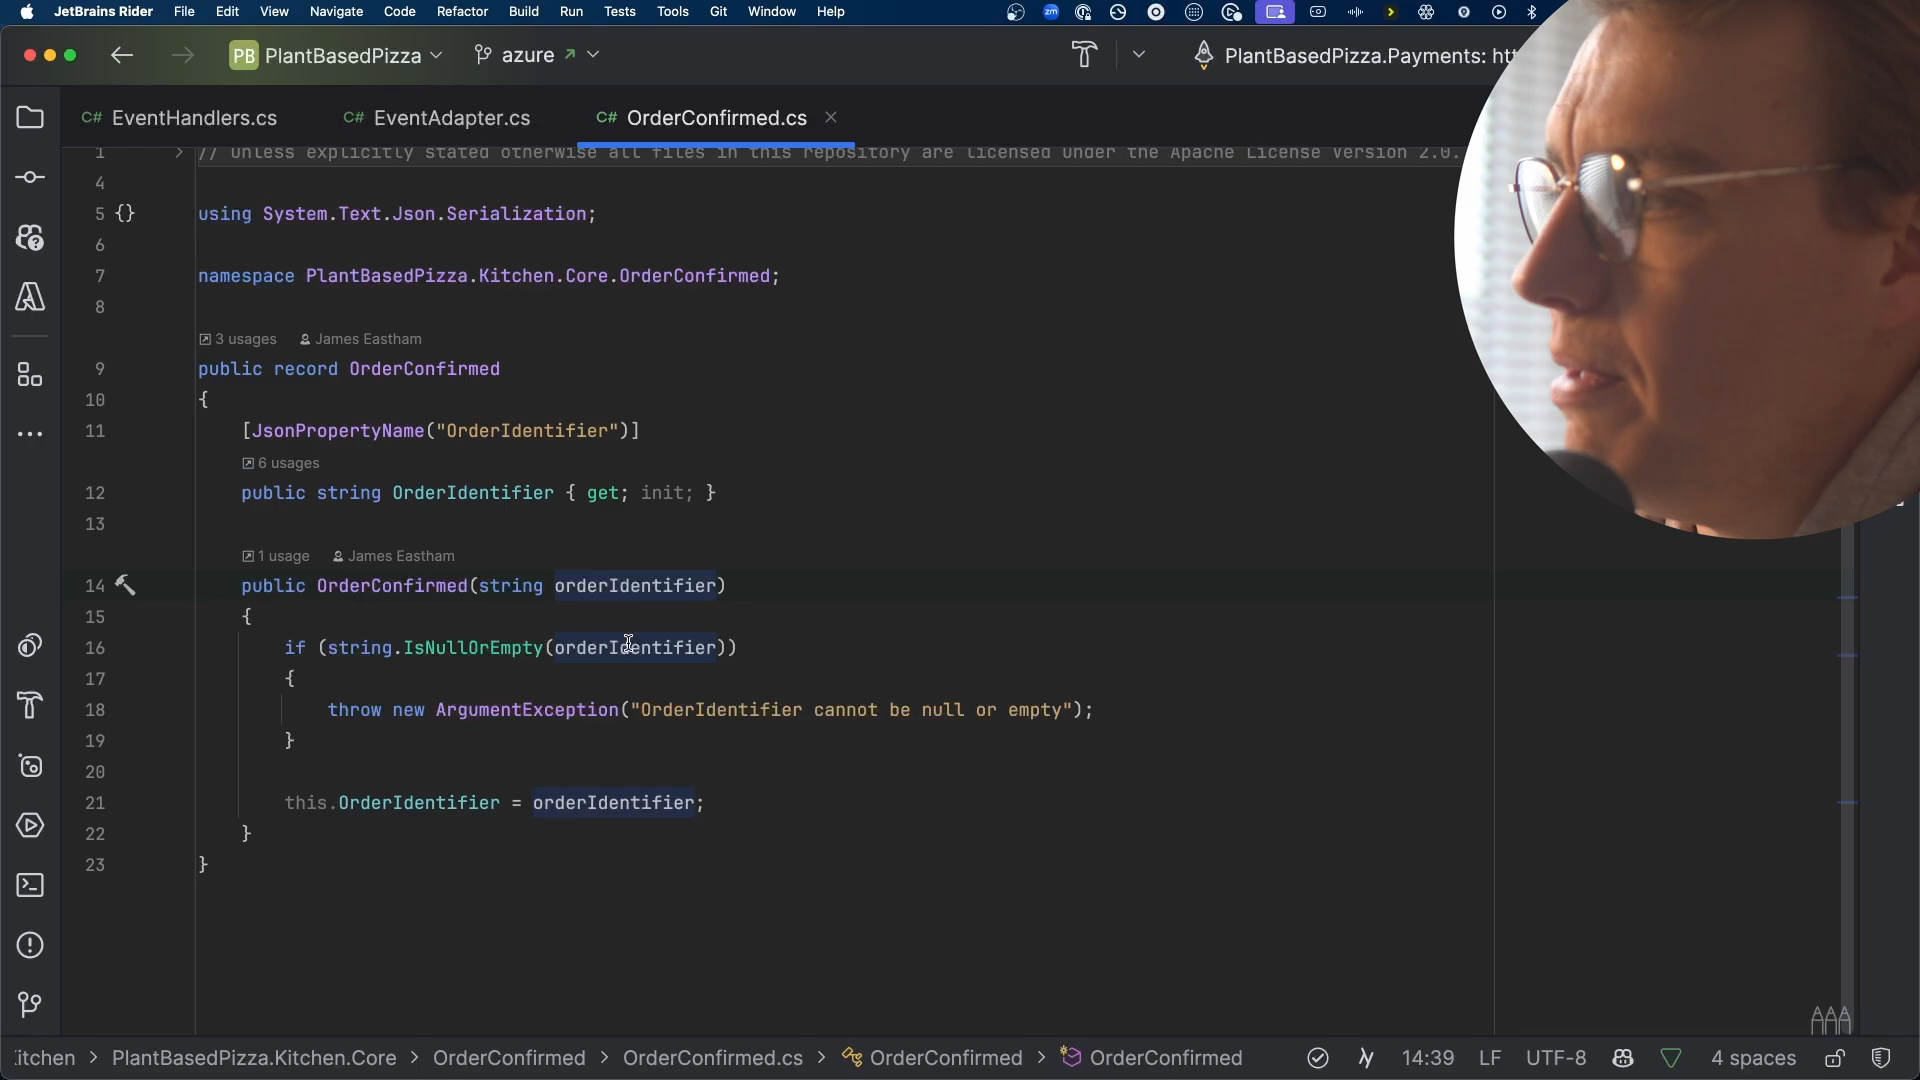 JetBrains Rider File Edit View Navigate Code Refactor Build Run Tests Tools Git Window Help
PB PlantBasedPizza azure PlantBasedPizza.Payments:
C# EventHandlers.cs C# EventAdapter.cs C# OrderConfirmed.cs
1 // Unless explicitly stated otherwise all files in this repository are licensed under the Apache License Version 2.0.
4
5 {} using System.Text.Json.Serialization;
6
7 namespace PlantBasedPizza.Kitchen.Core.OrderConfirmed;
8
3 usages James Eastham
9 public record OrderConfirmed
10 {
11 [JsonPropertyName("OrderIdentifier")]
6 usages
12 public string OrderIdentifier { get; init; }
13
1 usage James Eastham
14 public OrderConfirmed(string orderIdentifier)
15 {
16 if (string.IsNullOrEmpty(orderIdentifier))
17 {
18 throw new ArgumentException("OrderIdentifier cannot be null or empty");
19 }
20
21 this.OrderIdentifier = orderIdentifier;
22 }
23 }
itchen > PlantBasedPizza.Kitchen.Core > OrderConfirmed > OrderConfirmed.cs > OrderConfirmed > OrderConfirmed 14:39 LF UTF-8 4 spaces